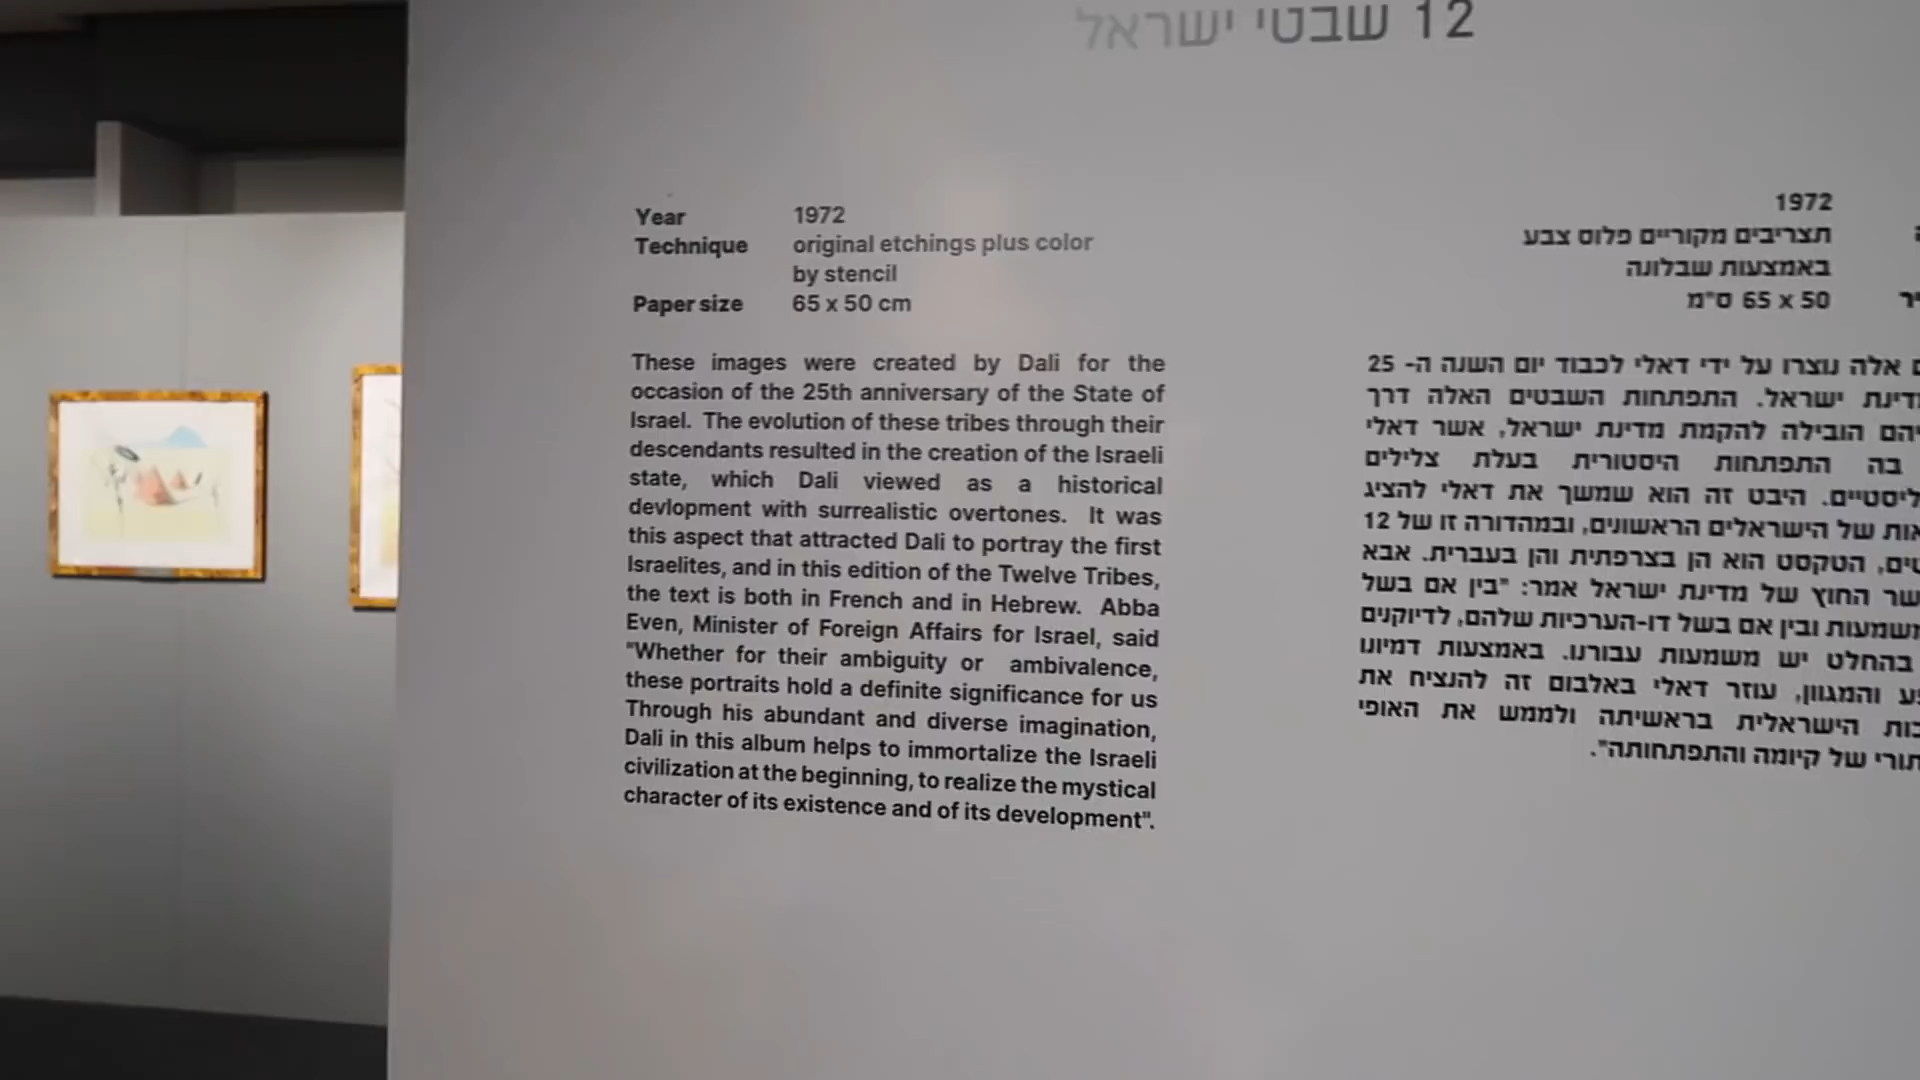 12 שבטי ישראל
Year 1972
Technique original etchings plus color
by stencil
Paper size 65 x 50 cm
These images were created by Dali for the
occasion of the 25th anniversary of the State of
Israel. The evolution of these tribes through their
descendants resulted in the creation of the Israeli
state, which Dali viewed as a historical
devlopment with surrealistic overtones. It was
this aspect that attracted Dali to portray the first
Israelites, and in this edition of the Twelve Tribes,
the text is both in French and in Hebrew. Abba
Even, Minister of Foreign Affairs for Israel, said
"Whether for their ambiguity or ambivalence,
these portraits hold a definite significance for us
Through his abundant and diverse imagination,
Dali in this album helps to immortalize the Israeli
civilization at the beginning, to realize the mystical
character of its existence and of its development".
1972
תצריבים מקוריים פלוס צבע
באמצעות שבלונה
50 x 65 ס"מ
אלה נוצרו על ידי דאלי לכבוד יום השנה ה- 25
ישראל. התפתחות השבטים האלה דרך
הובילה להקמת מדינת ישראל, אשר דאלי
בה התפתחות היסטורית בעלת צלילים
היבט זה הוא שמשך את דאלי להציג
של הישראלים הראשונים, ובמהדורה זו של 12
הטקסט הוא הן בצרפתית והן בעברית. אבא
החוץ של מדינת ישראל אמר: "בין אם בשל
ובין אם בשל דו-הערכיות שלהם, לדיוקנים
בהחלט יש משמעות עבורנו. באמצעות דמיונו
והמגוון, עוזר דאלי באלבום זה להנציח את
הישראלית בראשיתה ולממש את האופי
של קיומה והתפתחותה".